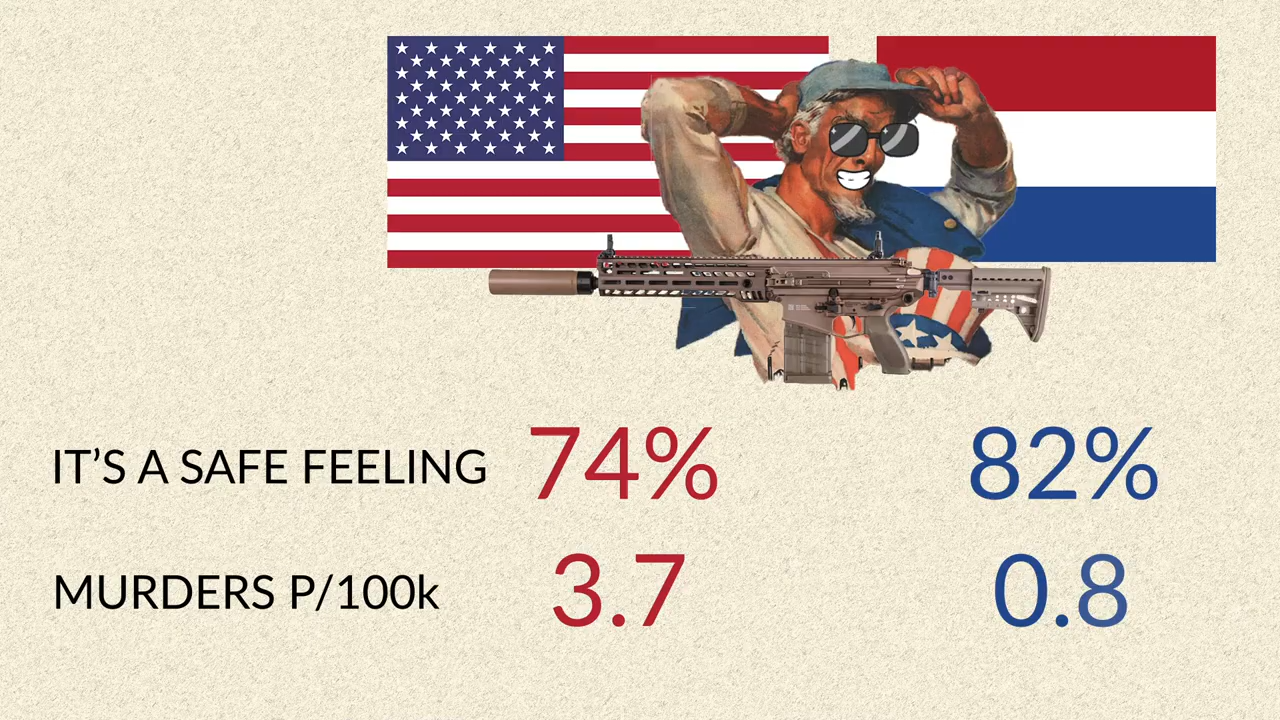 IT’S A SAFE FEELING 74% 82%
MURDERS P/100k 3.7 0.8